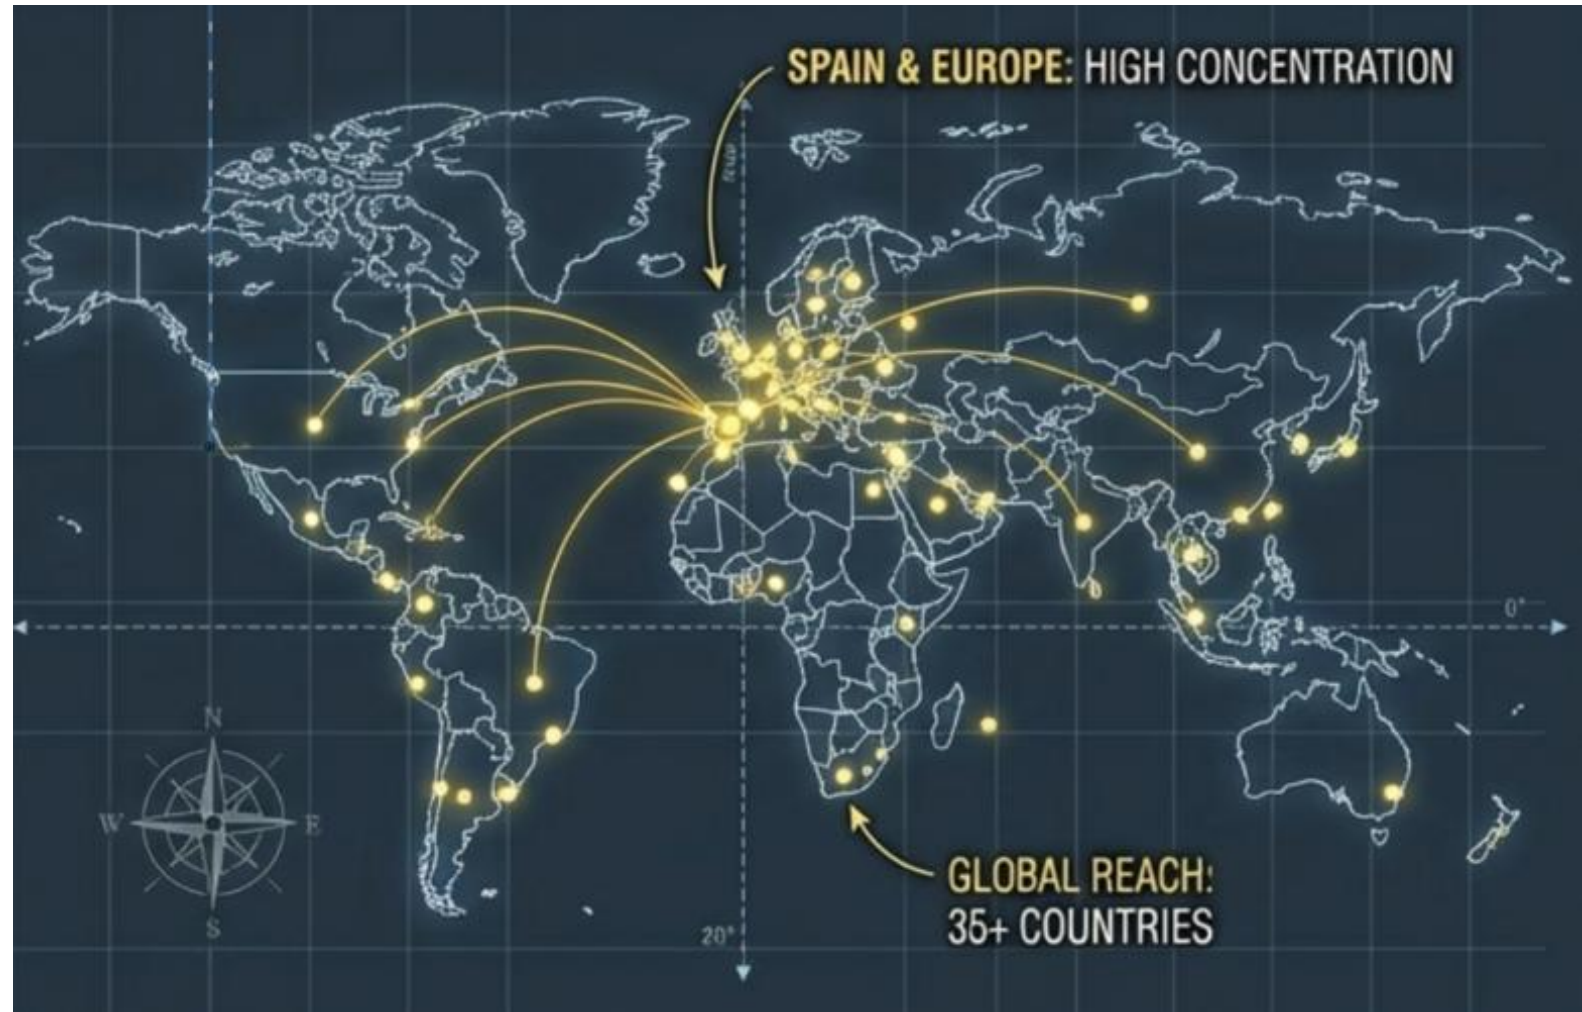 SPAIN & EUROPE: HIGH CONCENTRATION
0°
N
W E
S
GLOBAL REACH:
35+ COUNTRIES
20°